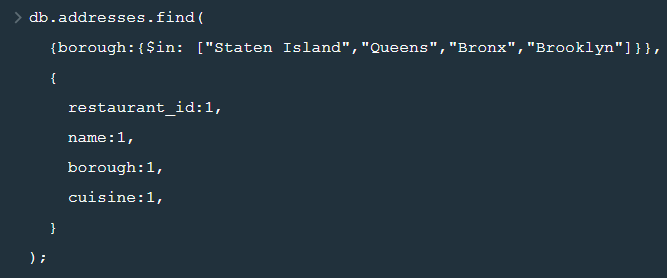 db.addresses.find(
{borough:{$in: ["Staten Island","Queens","Bronx","Brooklyn"]}},
{
restaurant_id:1,
name:1,
borough:1,
cuisine:1,
}
);